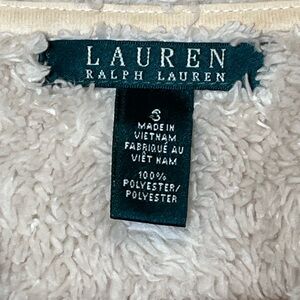 LAUREN
RALPH LAUREN
S
MADE IN
VIETNAM
FABRIQUÉ AU
VIÊT NAM
100%
POLYESTER/
POLYESTER